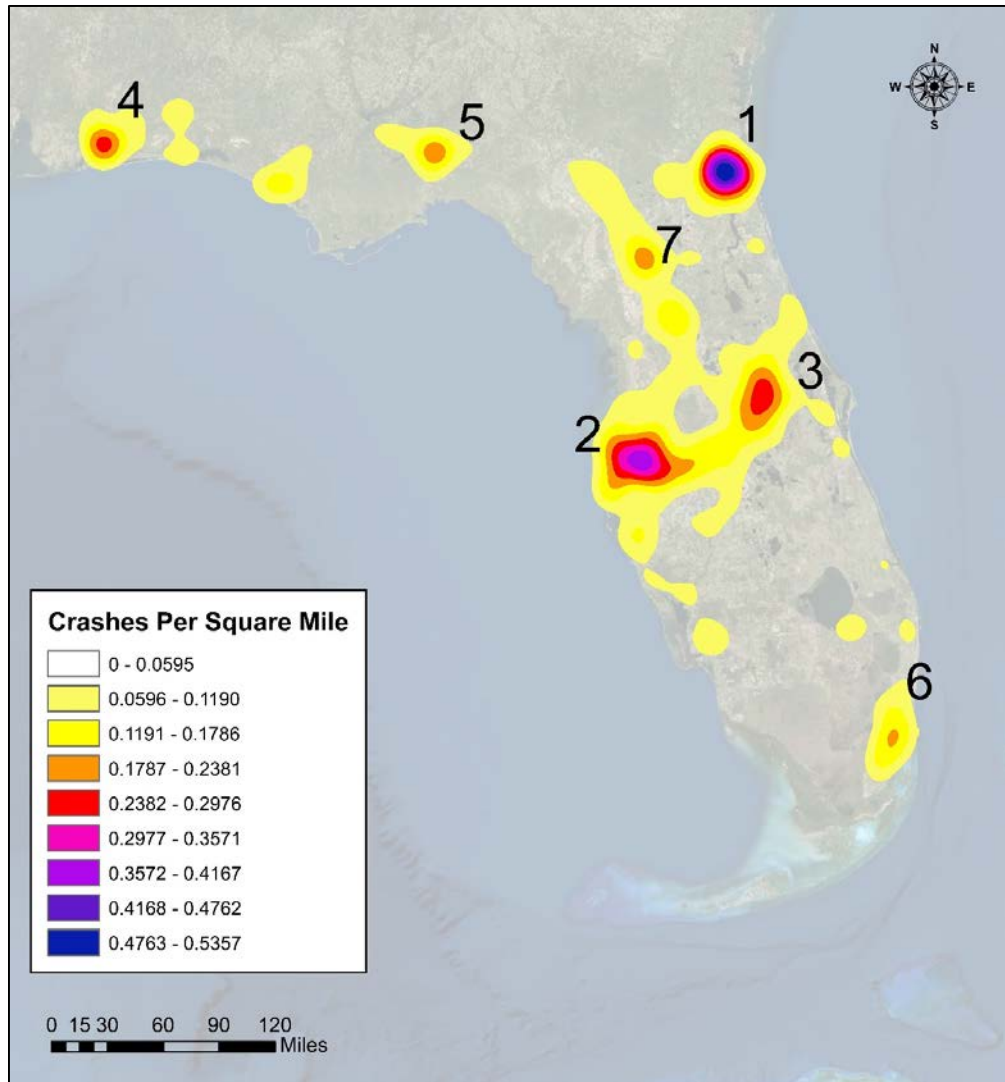 N
W E
S
4
5
1
7
3
2
6
Crashes Per Square Mile
0 - 0.0595
0.0596 - 0.1190
0.1191 - 0.1786
0.1787 - 0.2381
0.2382 - 0.2976
0.2977 - 0.3571
0.3572 - 0.4167
0.4168 - 0.4762
0.4763 - 0.5357
0 15 30 60 90 120
Miles